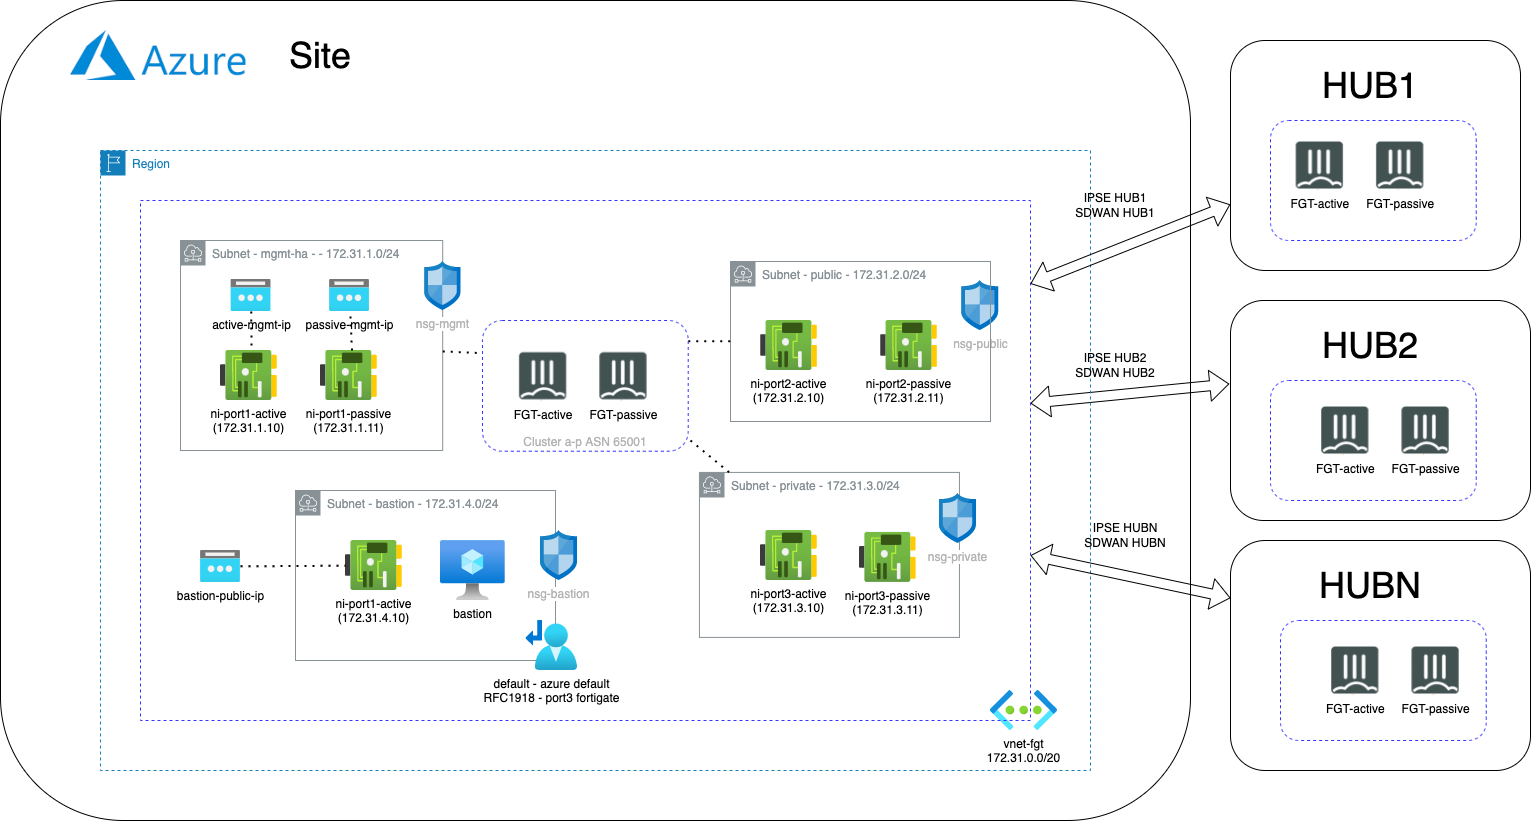 Azure
Site
Region
Subnet - mgmt-ha - - 172.31.1.0/24
active-mgmt-ip
passive-mgmt-ip
nsg-mgmt
ni-port1-active
(172.31.1.10)
ni-port1-passive
(172.31.1.11)
FGT-active
FGT-passive
Cluster a-p ASN 65001
Subnet - public - 172.31.2.0/24
nsg-public
ni-port2-active
(172.31.2.10)
ni-port2-passive
(172.31.2.11)
Subnet - private - 172.31.3.0/24
nsg-private
ni-port3-active
(172.31.3.10)
ni-port3-passive
(172.31.3.11)
Subnet - bastion - 172.31.4.0/24
bastion-public-ip
ni-port1-active
(172.31.4.10)
bastion
nsg-bastion
default - azure default
RFC1918 - port3 fortigate
vnet-fgt
172.31.0.0/20
IPSE HUB1
SDWAN HUB1
IPSE HUB2
SDWAN HUB2
IPSE HUBN
SDWAN HUBN
HUB1
FGT-active
FGT-passive
HUB2
FGT-active
FGT-passive
HUBN
FGT-active
FGT-passive